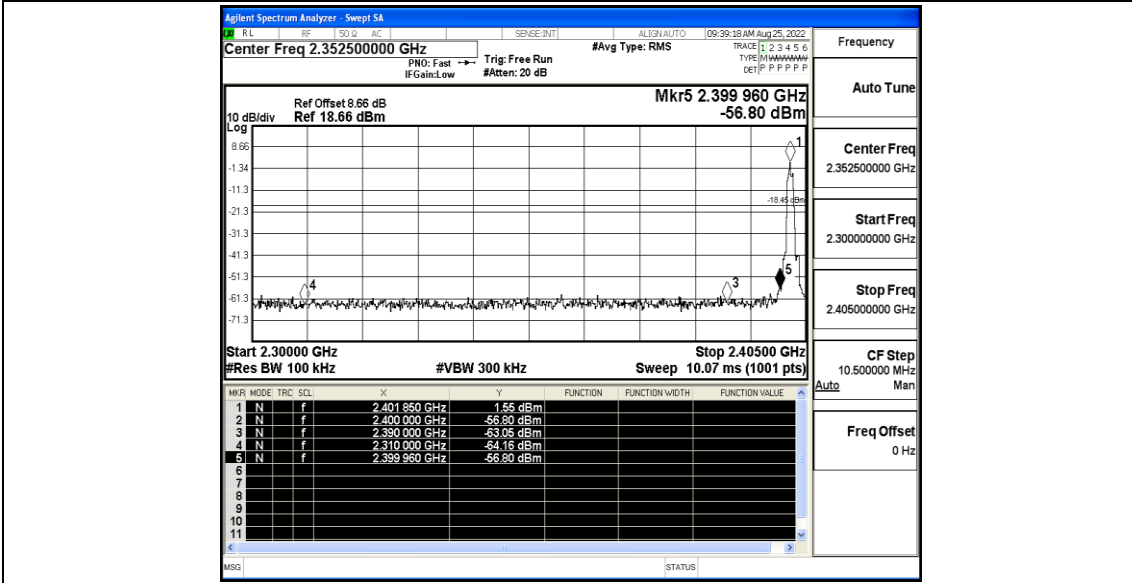 Agilent Spectrum Analyzer - Swept SA
RL RF 50 Ω AC SENSE:INT ALIGNAUTO 09:39:18 AM Aug 25, 2022
Center Freq 2.352500000 GHz #Avg Type: RMS TRACE 1 2 3 4 5 6
PNO: Fast Trig: Free Run TYPE M
IFGain:Low #Atten: 20 dB DET P P P P P P
Mkr5 2.399 960 GHz
-56.80 dBm
Ref Offset 8.66 dB
10 dB/div Ref 18.66 dBm
Log
1
8.66
-1.34
-11.3
-18.45 dBm
-21.3
-31.3
-41.3
-51.3
5
3
4
-61.3
-71.3
Start 2.30000 GHz Stop 2.40500 GHz
#Res BW 100 kHz #VBW 300 kHz Sweep 10.07 ms (1001 pts)
MKR MODE TRC SCL X Y FUNCTION FUNCTION WIDTH FUNCTION VALUE
1 N f 2.401 850 GHz 1.55 dBm
2 N f 2.400 000 GHz -56.80 dBm
3 N f 2.390 000 GHz -63.05 dBm
4 N f 2.310 000 GHz -64.16 dBm
5 N f 2.399 960 GHz -56.80 dBm
6
7
8
9
10
11
MSG STATUS
Frequency
Auto Tune
Center Freq
2.352500000 GHz
Start Freq
2.300000000 GHz
Stop Freq
2.405000000 GHz
CF Step
10.500000 MHz
Auto Man
Freq Offset
0 Hz